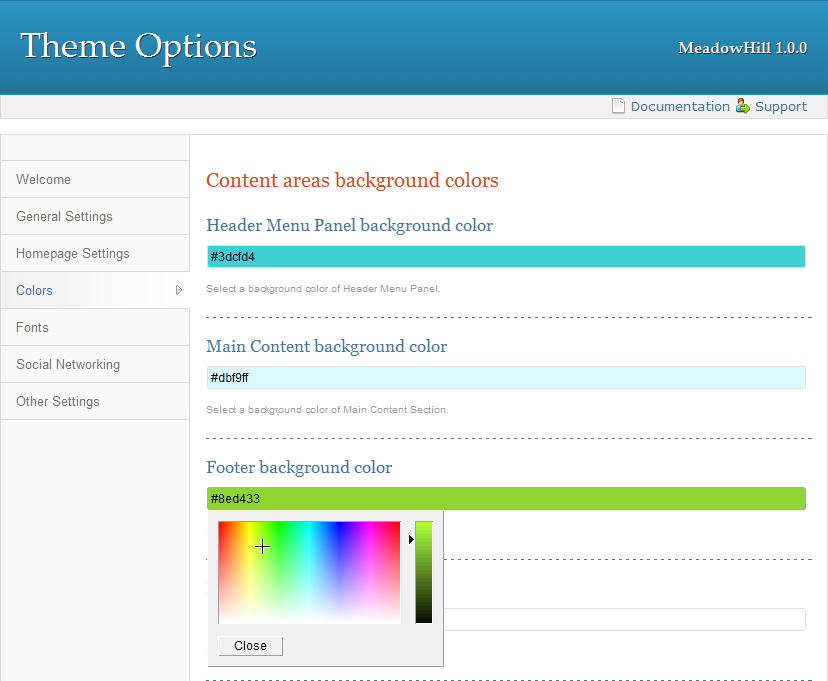 Theme Options
MeadowHill 1.0.0
Documentation
Support
Welcome
General Settings
Homepage Settings
Colors
Fonts
Social Networking
Other Settings
Content areas background colors
Header Menu Panel background color
#3dcfd4
Select a background color of Header Menu Panel.
Main Content background color
#dbf9ff
Select a background color of Main Content Section.
Footer background color
#8ed433
Close